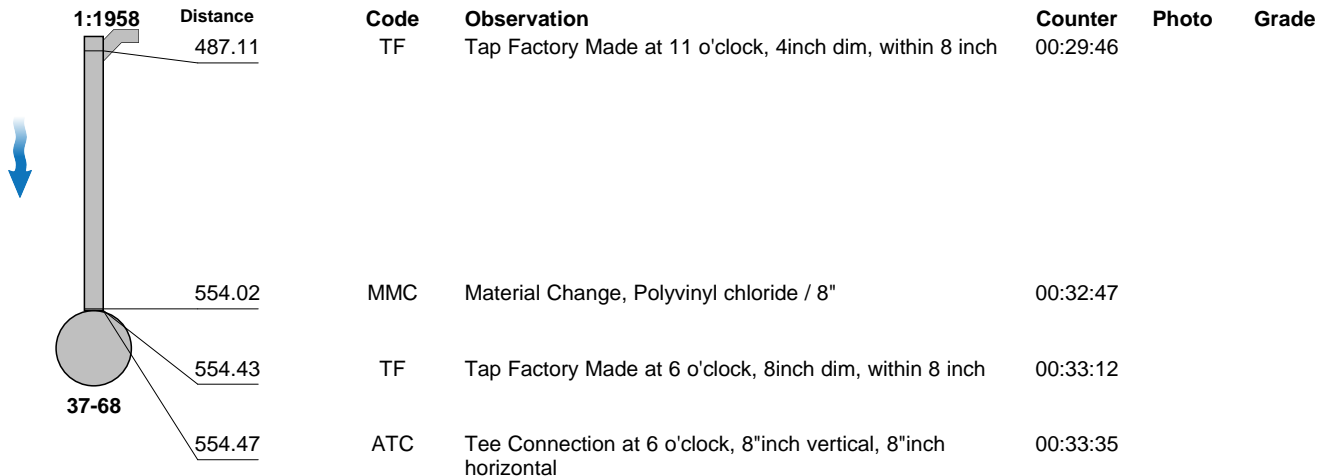 1:1958 Distance Code Observation Counter Photo Grade
487.11 TF Tap Factory Made at 11 o'clock, 4inch dim, within 8 inch 00:29:46
554.02 MMC Material Change, Polyvinyl chloride / 8" 00:32:47
554.43 TF Tap Factory Made at 6 o'clock, 8inch dim, within 8 inch 00:33:12
37-68
554.47 ATC Tee Connection at 6 o'clock, 8"inch vertical, 8"inch 00:33:35
horizontal